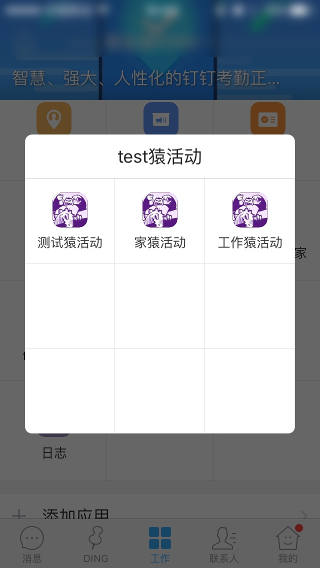 智慧、强大、人性化的钉钉考勤正...
test猿活动
测试猿活动
家猿活动
工作猿活动
家
日志
添加应用
消息
DING
工作
联系人
我的